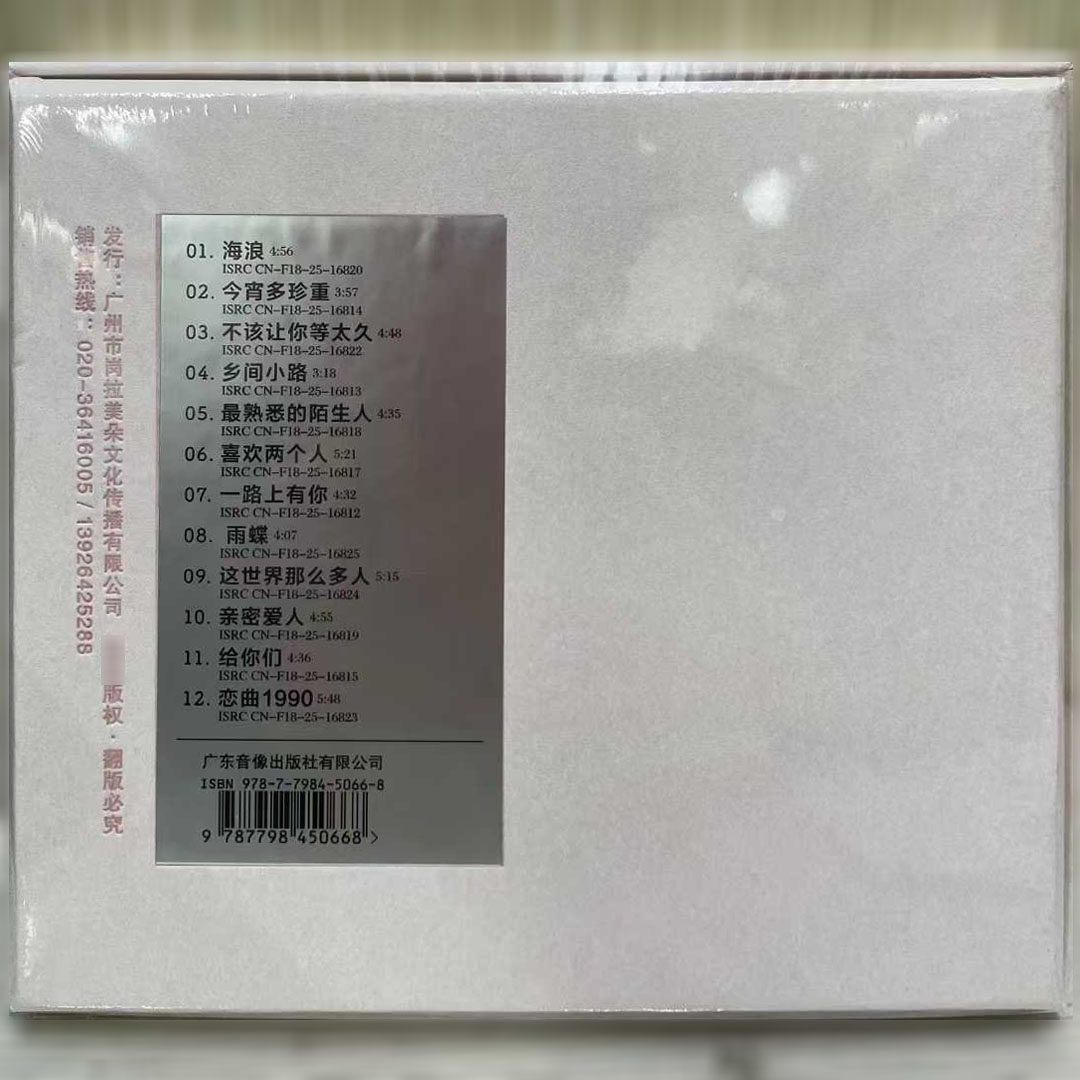 发行：广州市岗拉美朵文化传播有限公司 版权·翻版必究
销售热线：020-36416005 / 13926425288
01. 海浪 4:56
ISRC CN-F18-25-16820
02. 今宵多珍重 3:57
ISRC CN-F18-25-16814
03. 不该让你等太久 4:48
ISRC CN-F18-25-16822
04. 乡间小路 3:18
ISRC CN-F18-25-16813
05. 最熟悉的陌生人 4:35
ISRC CN-F18-25-16818
06. 喜欢两个人 5:21
ISRC CN-F18-25-16817
07. 一路上有你 4:32
ISRC CN-F18-25-16812
08. 雨蝶 4:07
ISRC CN-F18-25-16825
09. 这世界那么多人 5:15
ISRC CN-F18-25-16824
10. 亲密爱人 4:55
ISRC CN-F18-25-16819
11. 给你们 4:36
ISRC CN-F18-25-16815
12. 恋曲1990 5:48
ISRC CN-F18-25-16823
广东音像出版社有限公司
ISBN 978-7-7984-5066-8
9 787798 450668 >